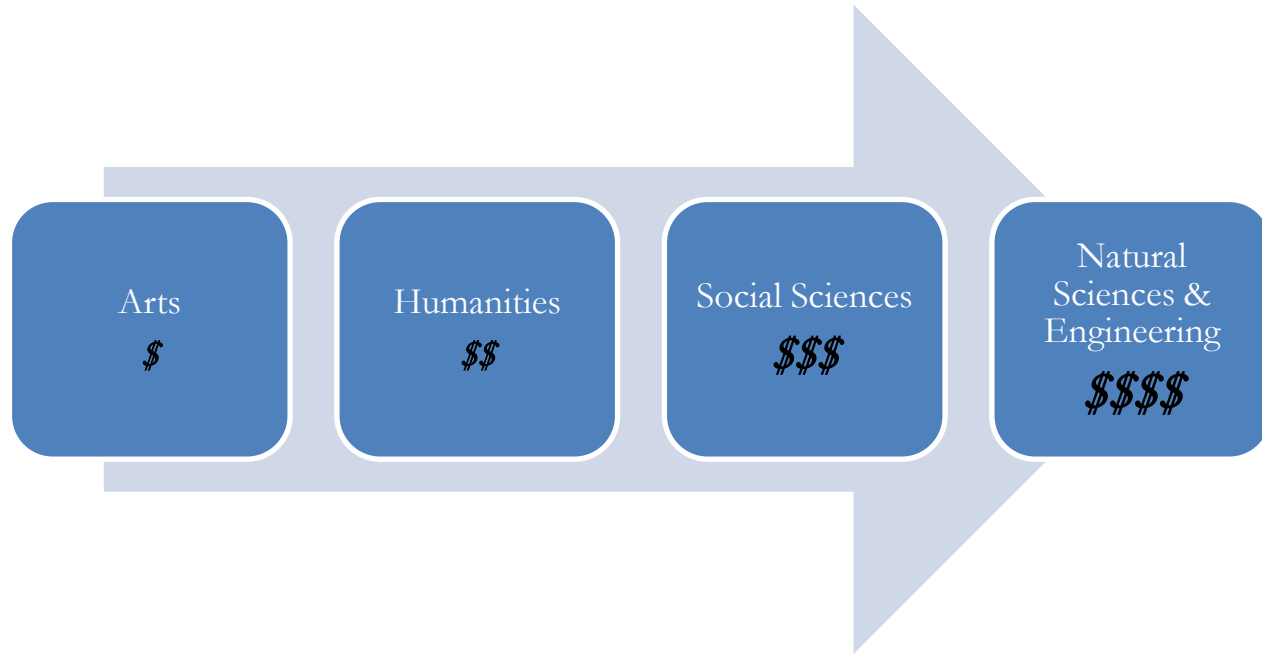 Arts
$
Humanities
$$
Social Sciences
$$$
Natural
Sciences &
Engineering
$$$$